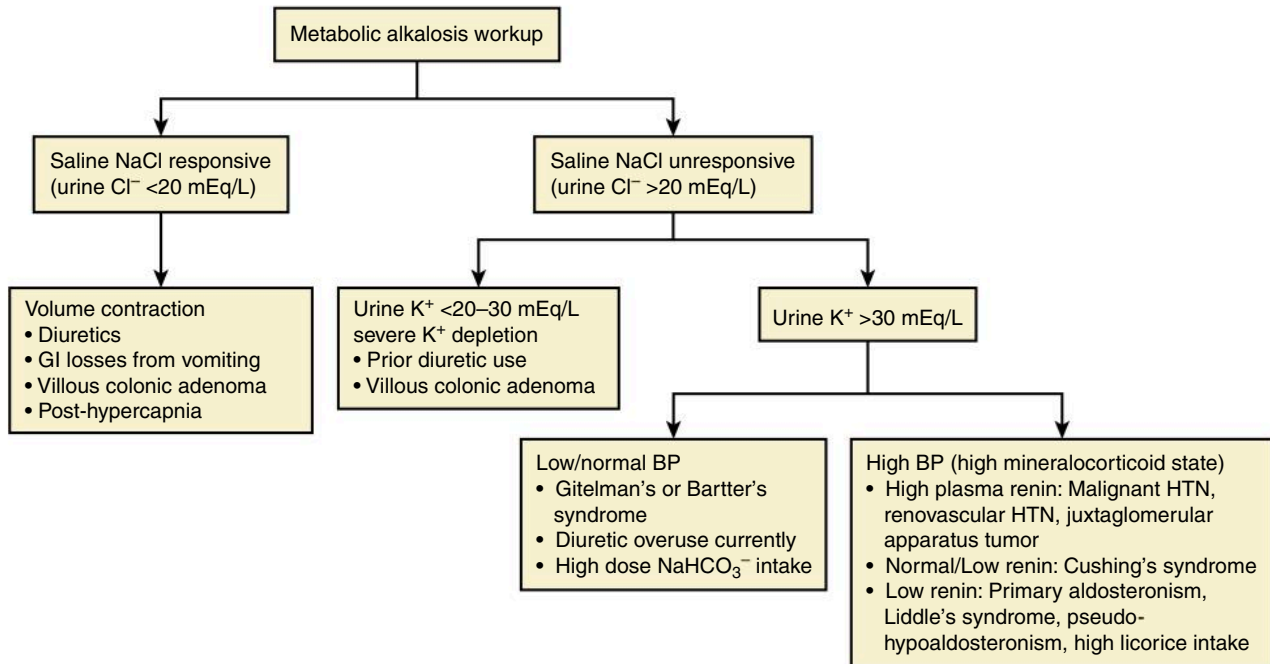 Metabolic alkalosis workup
Saline NaCl responsive
(urine Cl⁻ <20 mEq/L)
Saline NaCl unresponsive
(urine Cl⁻ >20 mEq/L)
Volume contraction
• Diuretics
• GI losses from vomiting
• Villous colonic adenoma
• Post-hypercapnia
Urine K⁺ <20–30 mEq/L
severe K⁺ depletion
• Prior diuretic use
• Villous colonic adenoma
Urine K⁺ >30 mEq/L
Low/normal BP
• Gitelman's or Bartter's
syndrome
• Diuretic overuse currently
• High dose NaHCO₃⁻ intake
High BP (high mineralocorticoid state)
• High plasma renin: Malignant HTN,
renovascular HTN, juxtaglomerular
apparatus tumor
• Normal/Low renin: Cushing's syndrome
• Low renin: Primary aldosteronism,
Liddle's syndrome, pseudo-
hypoaldosteronism, high licorice intake